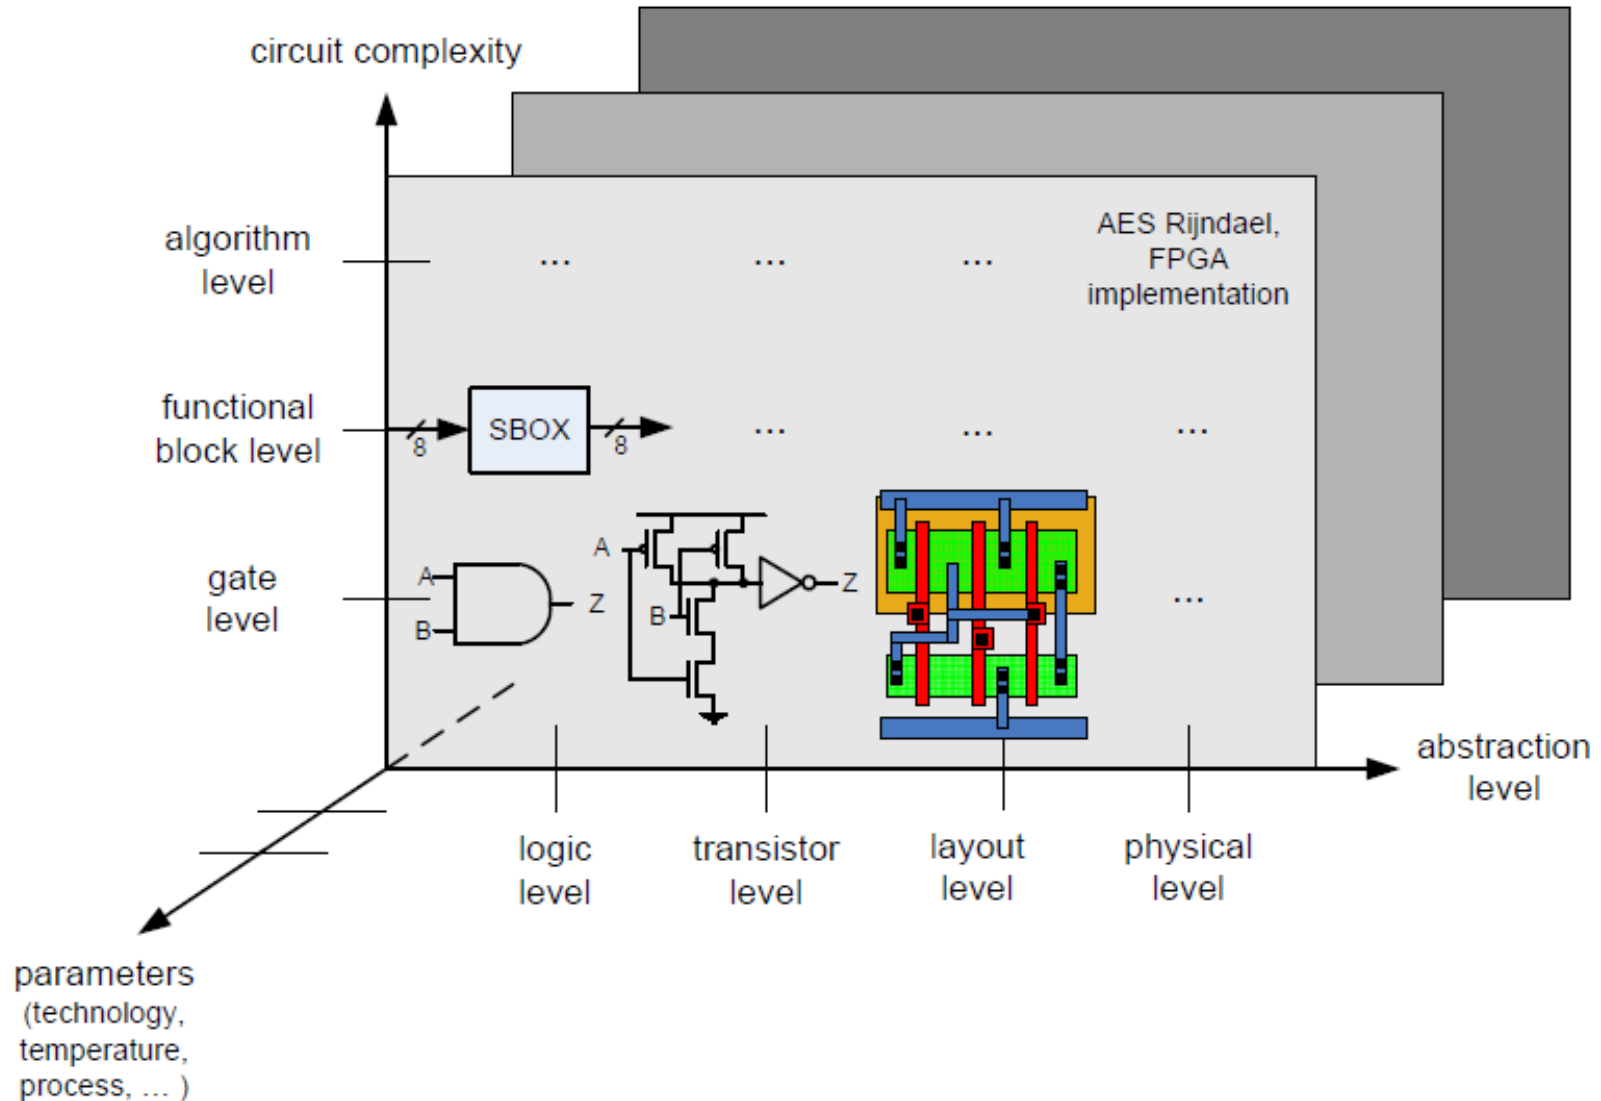 circuit complexity
algorithm
level
...
...
...
AES Rijndael,
FPGA
implementation
functional
block level
8
SBOX
8
...
...
...
gate
level
A
B
Z
A
B
Z
...
abstraction
level
logic
level
transistor
level
layout
level
physical
level
parameters
(technology,
temperature,
process, ... )